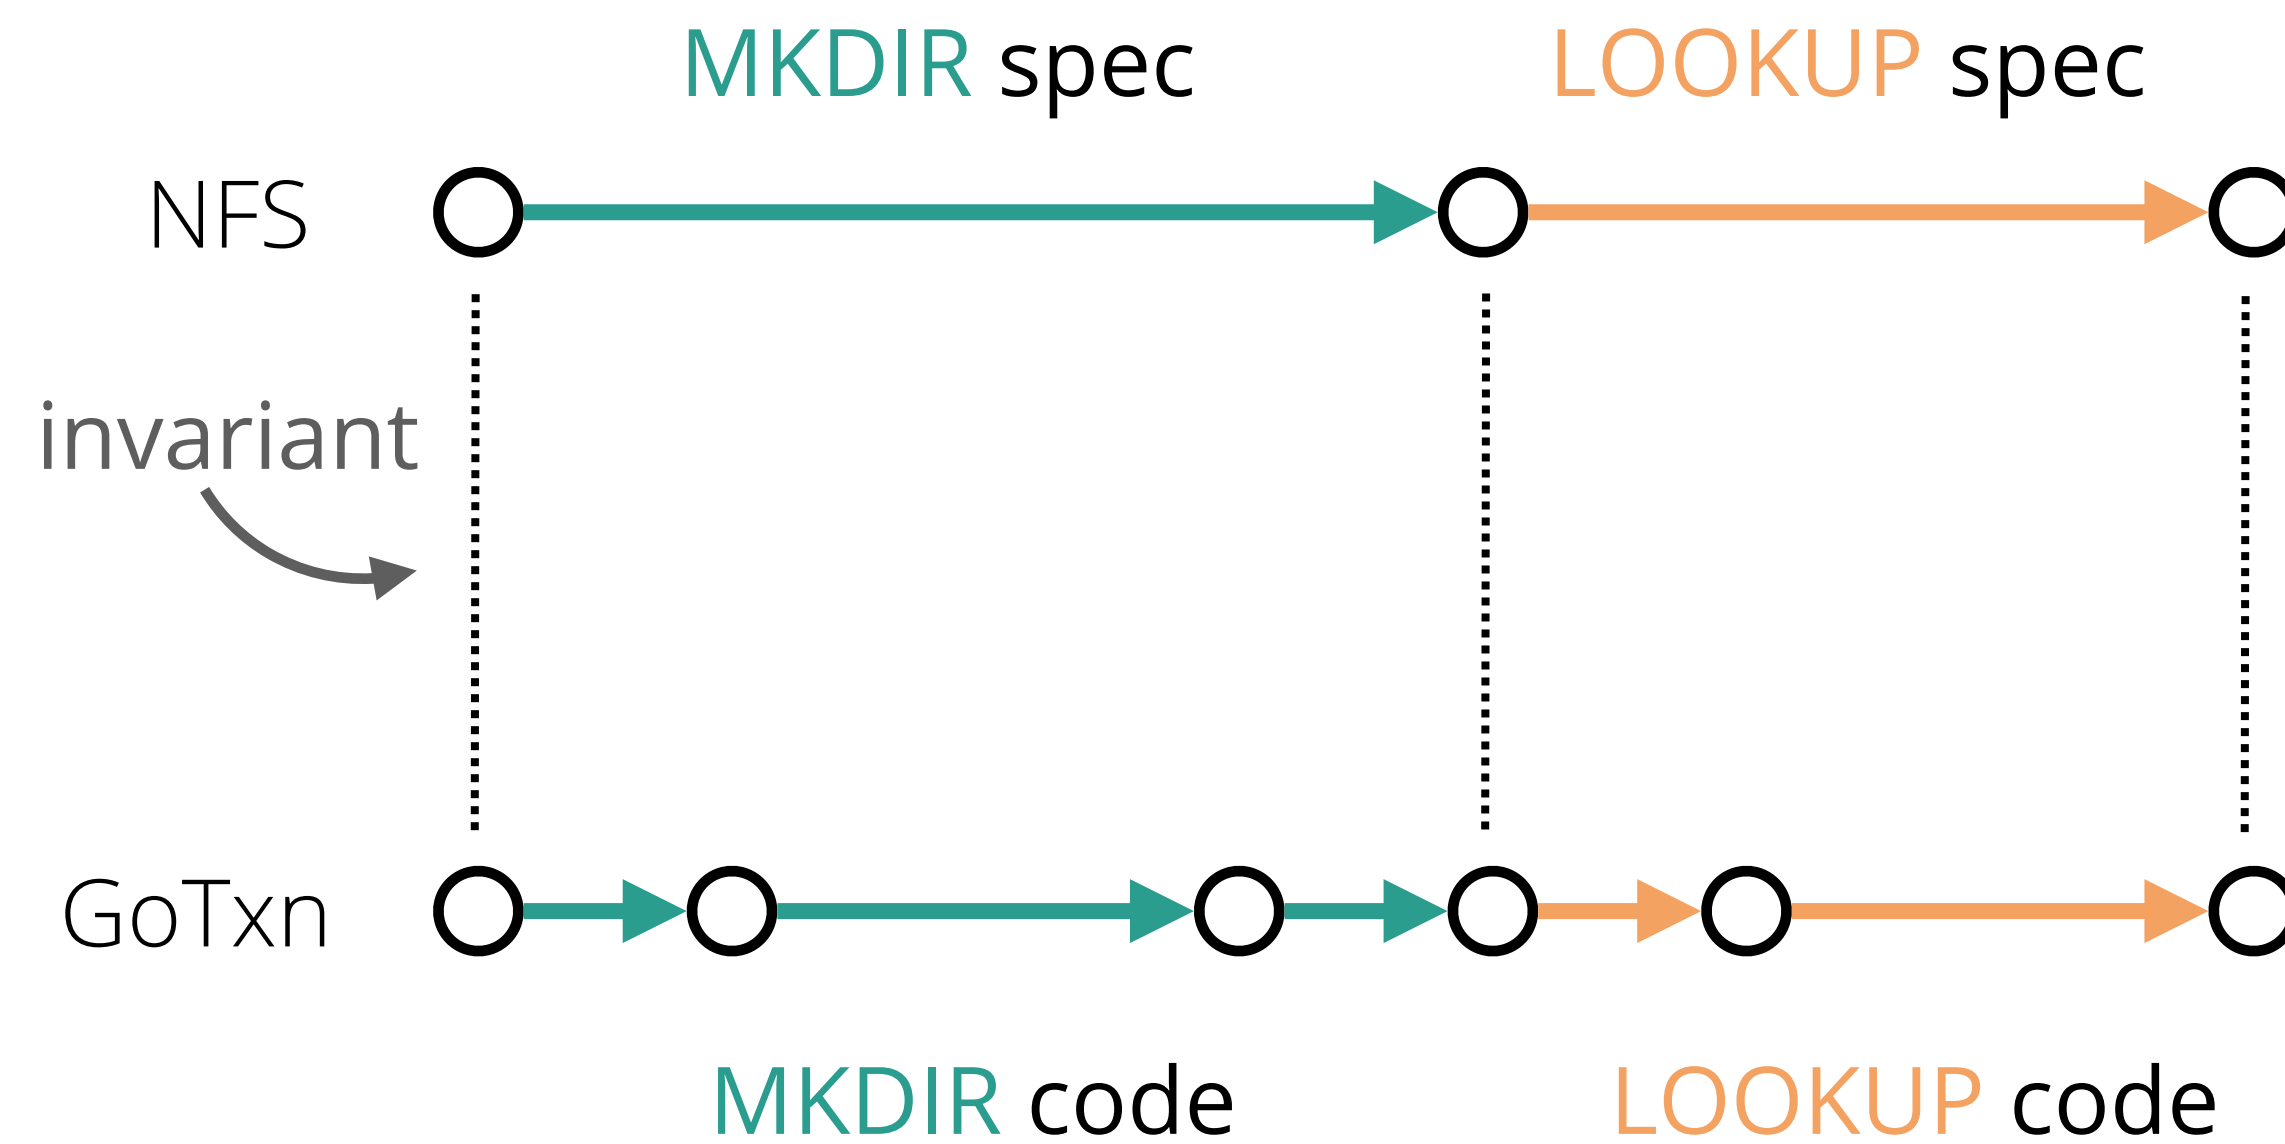 MKDIR spec
LOOKUP spec
NFS
invariant
GoTxn
MKDIR code
LOOKUP code